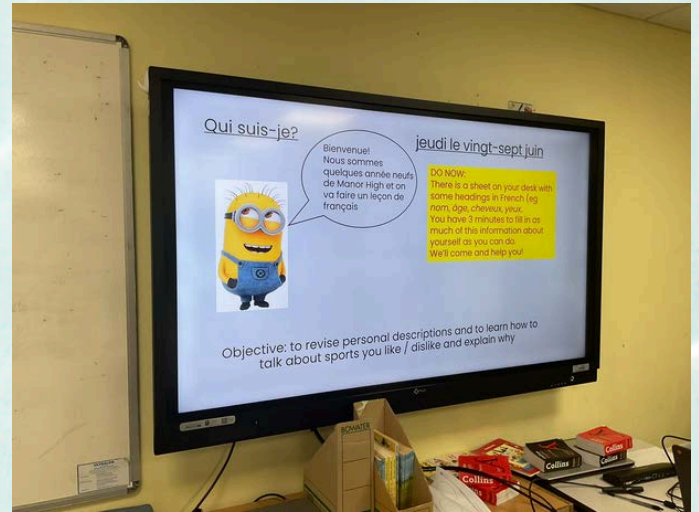 Qui suis-je?
jeudi le vingt-sept juin
Bienvenue!
Nous sommes
quelques année neufs
de Manor High et on
va faire un leçon de
français
DO NOW:
There is a sheet on your desk with
some headings in French (eg
nom, âge, cheveux, yeux.
You have 3 minutes to fill in as
much of this information about
yourself as you can do.
We'll come and help you!
Objective: to revise personal descriptions and to learn how to
talk about sports you like / dislike and explain why
BOWATER
Collins
Collins
Collins